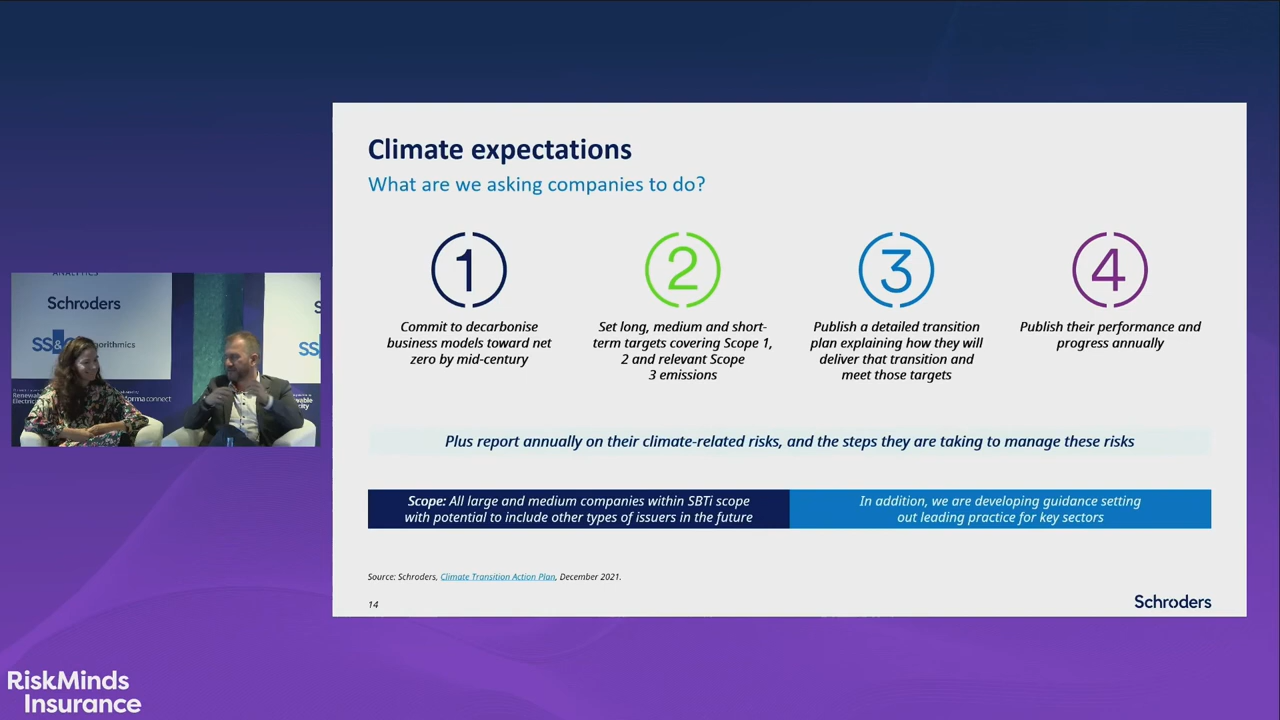 Climate expectations
What are we asking companies to do?
1
Commit to decarbonise
business models toward net
zero by mid-century
2
Set long, medium and short-
term targets covering Scope 1,
2 and relevant Scope
3 emissions
3
Publish a detailed transition
plan explaining how they will
deliver that transition and
meet those targets
4
Publish their performance and
progress annually
Plus report annually on their climate-related risks, and the steps they are taking to manage these risks
Scope: All large and medium companies within SBTi scope
with potential to include other types of issuers in the future
In addition, we are developing guidance setting
out leading practice for key sectors
Source: Schroders, Climate Transition Action Plan, December 2021.
14
Schroders
Schroders
RiskMinds
Insurance